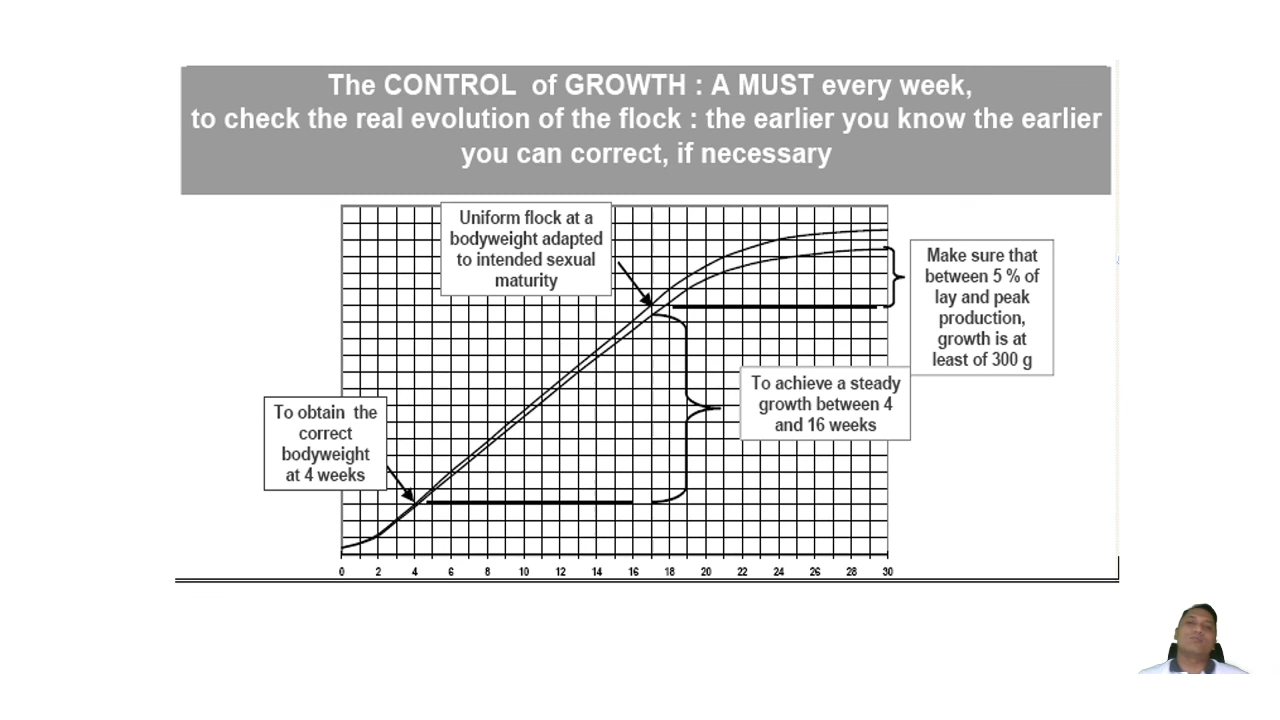 The CONTROL of GROWTH : A MUST every week,
to check the real evolution of the flock : the earlier you know the earlier
you can correct, if necessary
Uniform flock at a
bodyweight adapted
to intended sexual
maturity
Make sure that
between 5 % of
lay and peak
production,
growth is at
least of 300 g
To achieve a steady
growth between 4
and 16 weeks
To obtain the
correct
bodyweight
at 4 weeks
0 2 4 6 8 10 12 14 16 18 20 22 24 26 28 30